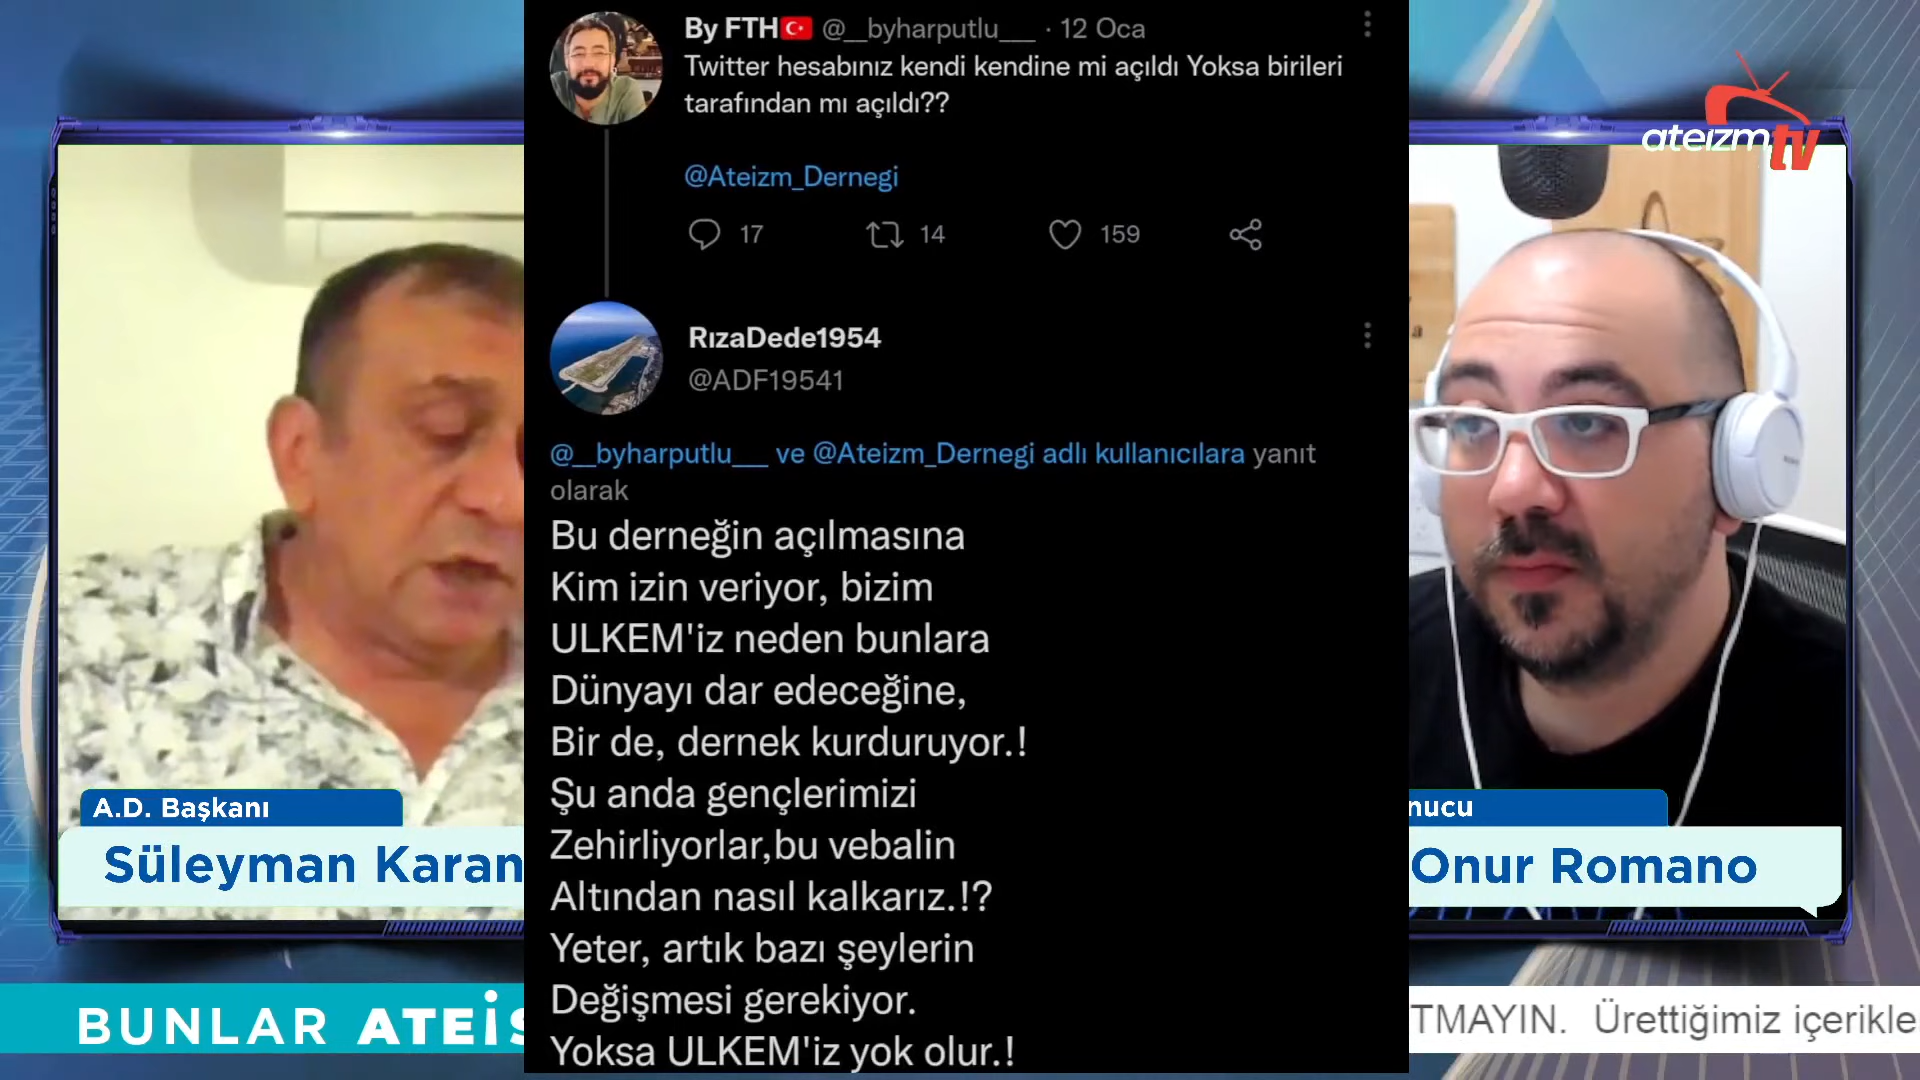 By FTH @__byharputlu___ · 12 Oca
Twitter hesabınız kendi kendine mi açıldı Yoksa birileri
tarafından mı açıldı??
@Ateizm_Dernegi
17 14 159
RızaDede1954
@ADF19541
@__byharputlu___ ve @Ateizm_Dernegi adlı kullanıcılara yanıt
olarak
Bu derneğin açılmasına
Kim izin veriyor, bizim
ULKEM'iz neden bunlara
Dünyayı dar edeceğine,
Bir de, dernek kurduruyor.!
Şu anda gençlerimizi
Zehirliyorlar,bu vebalin
Altından nasıl kalkarız.!?
Yeter, artık bazı şeylerin
Değişmesi gerekiyor.
Yoksa ULKEM'iz yok olur.!
ateizm tv
A.D. Başkanı
Süleyman Karan
nucu
Onur Romano
BUNLAR ATEİS
TMAYIN. Ürettiğimiz içerikle